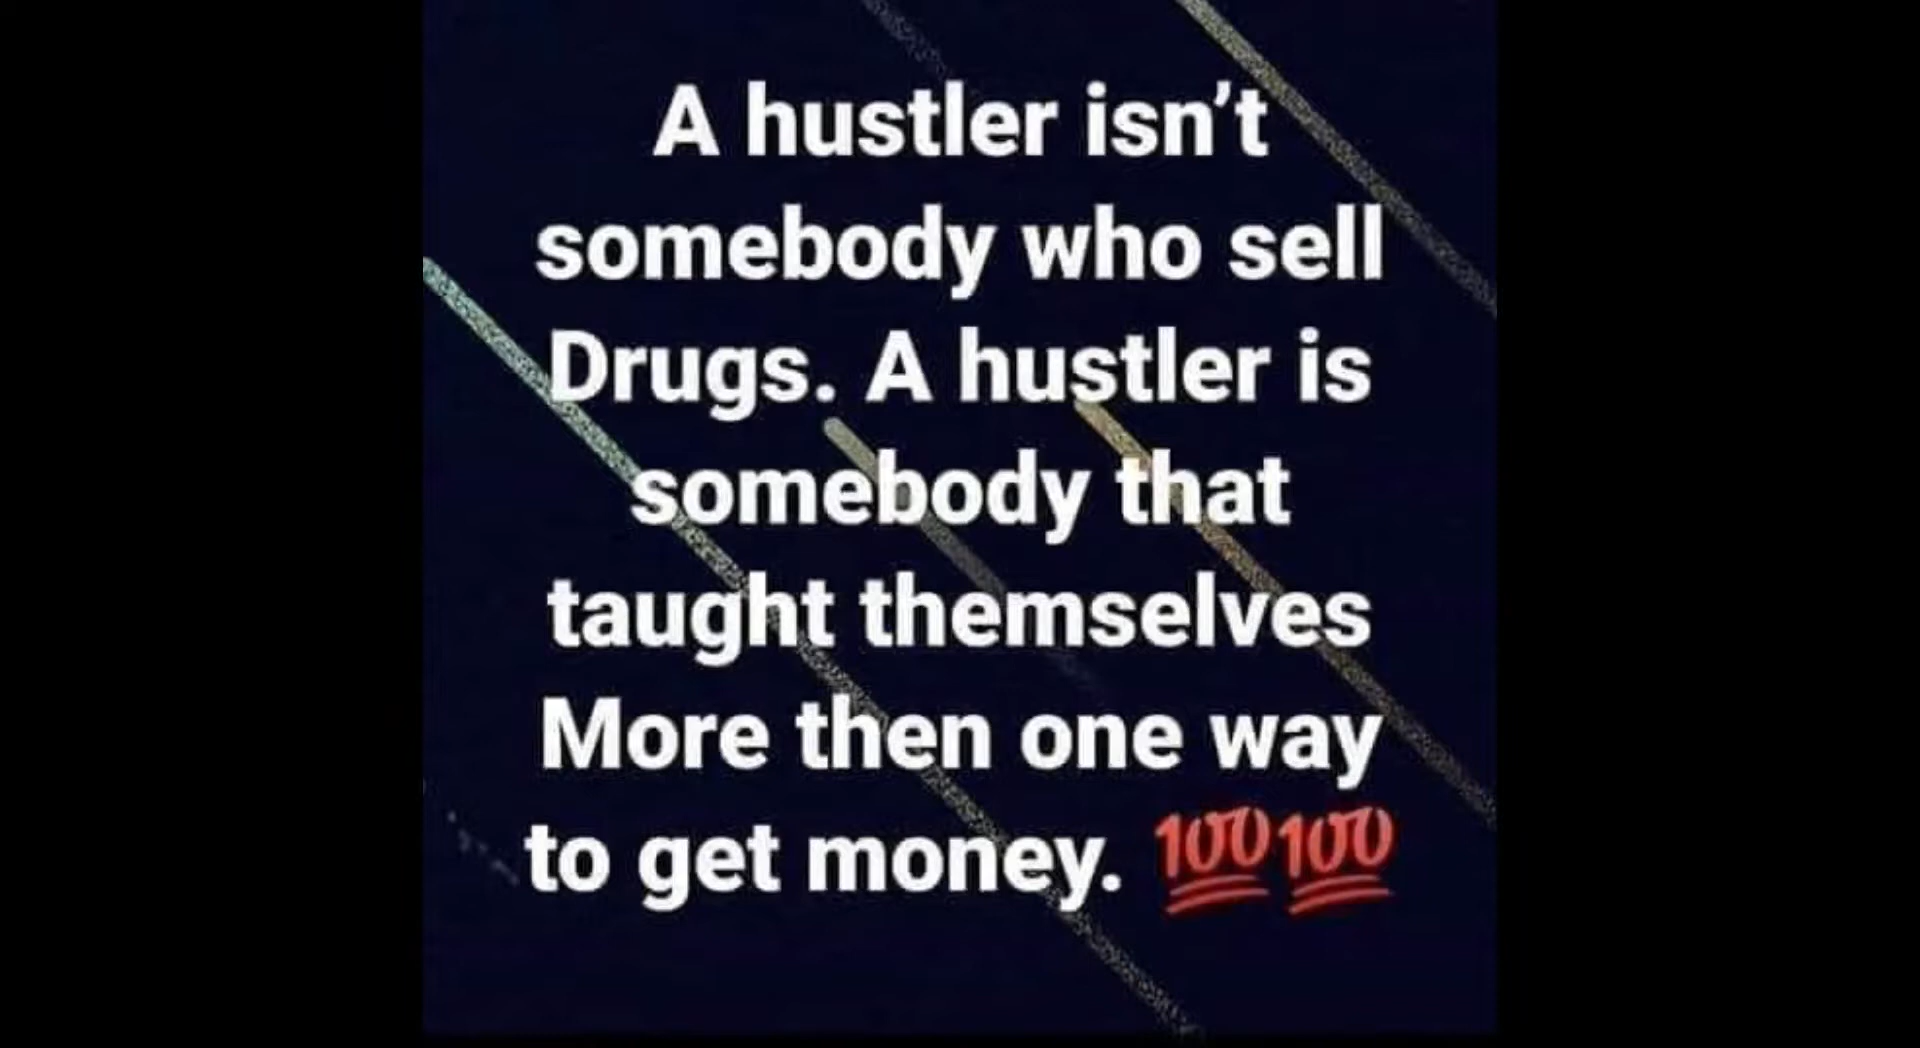 A hustler isn’t
somebody who sell
Drugs. A hustler is
somebody that
taught themselves
More then one way
to get money. 💯💯